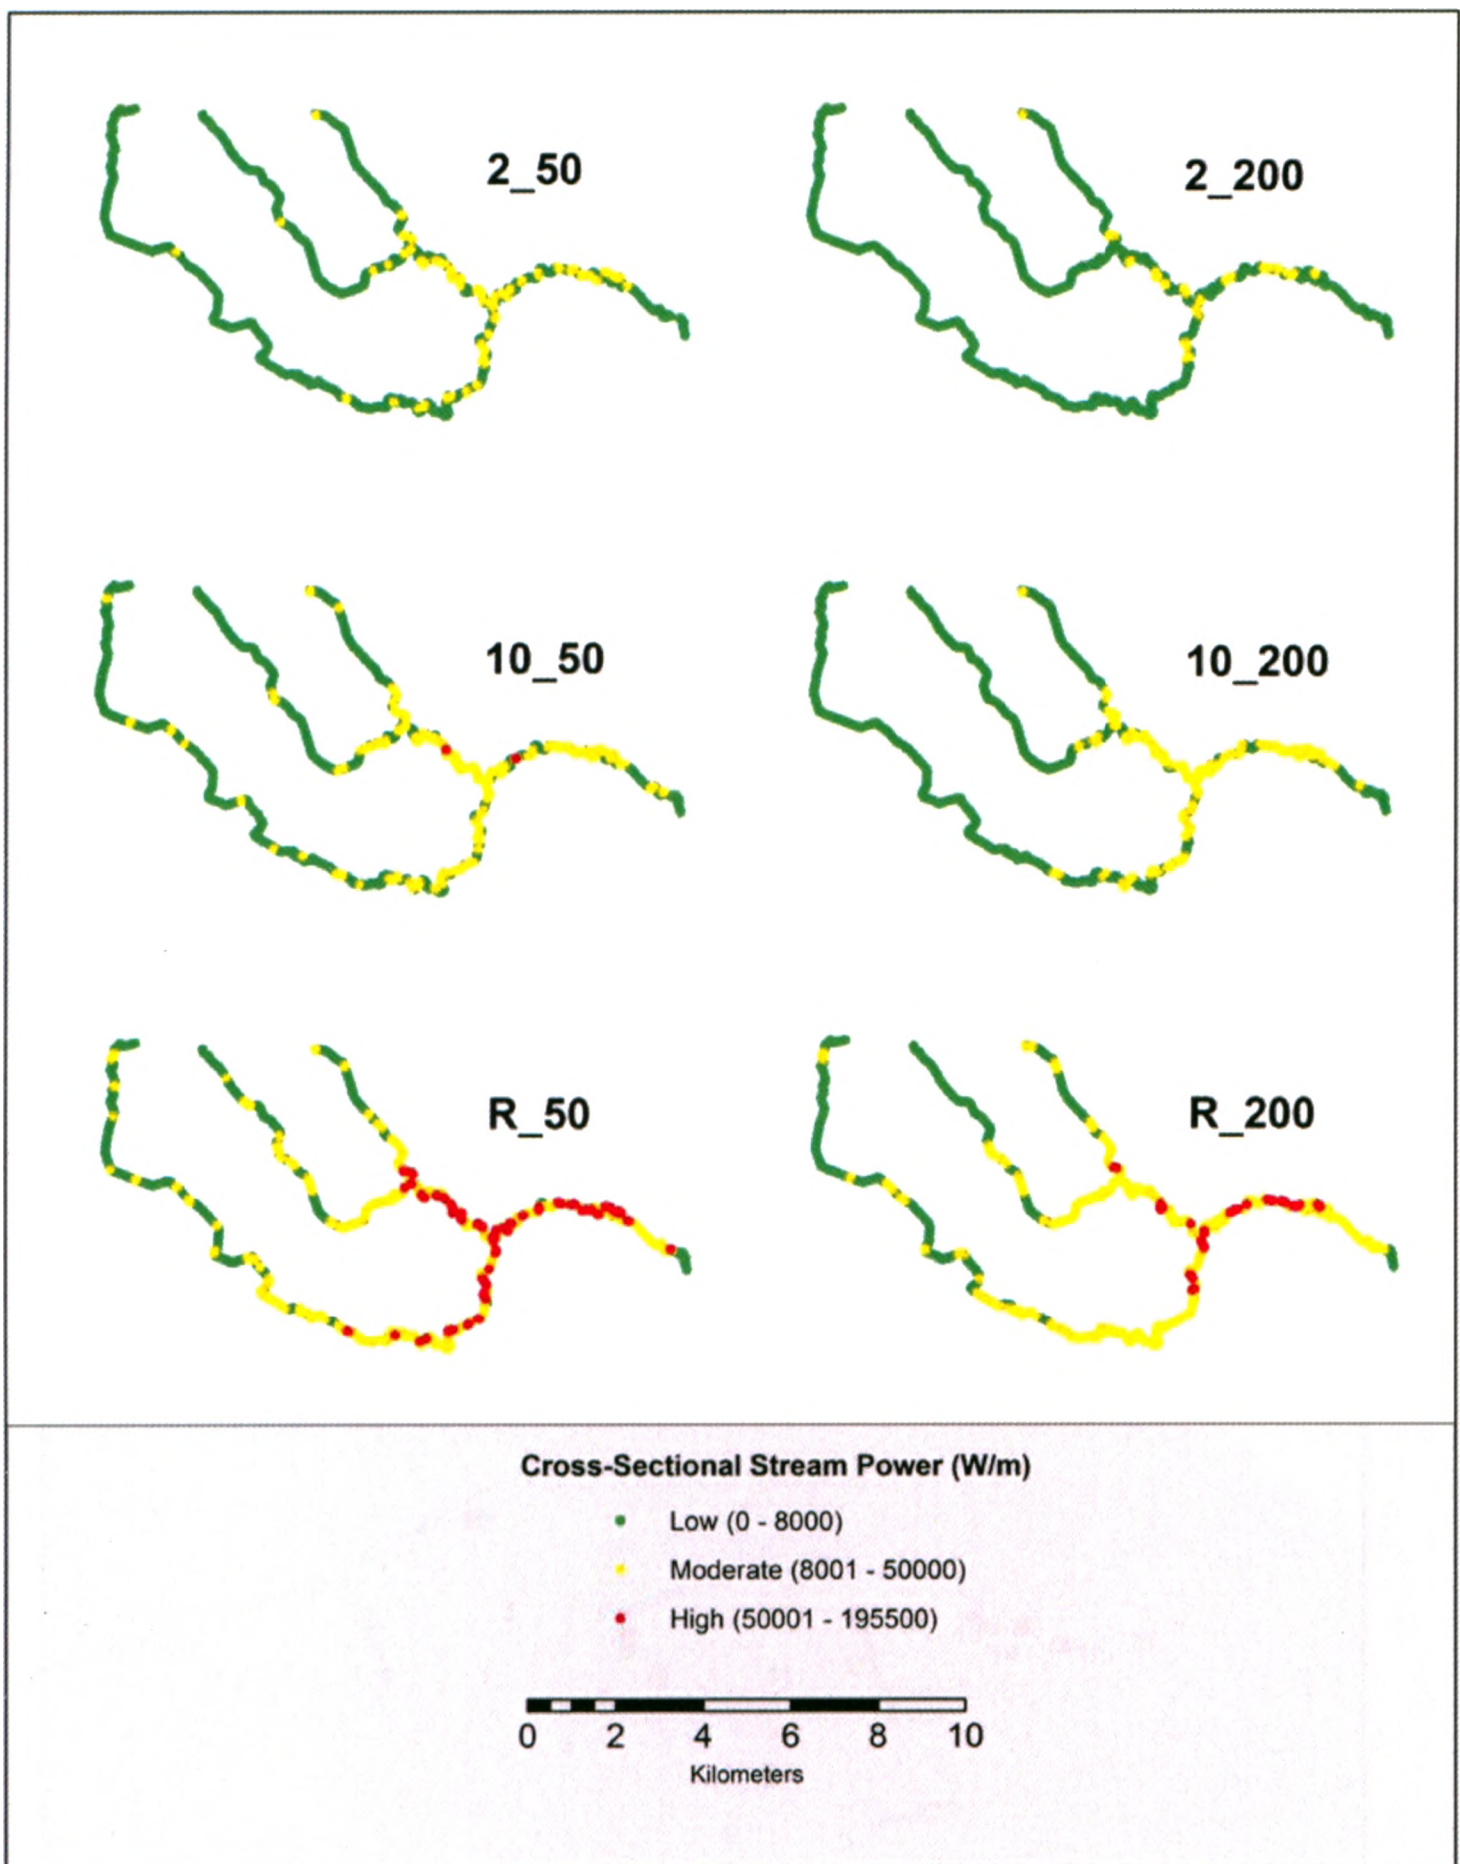 2_50
2_200
10_50
10_200
R_50
R_200
Cross-Sectional Stream Power (W/m)
Low (0 - 8000)
Moderate (8001 - 50000)
High (50001 - 195500)
0 2 4 6 8 10
Kilometers